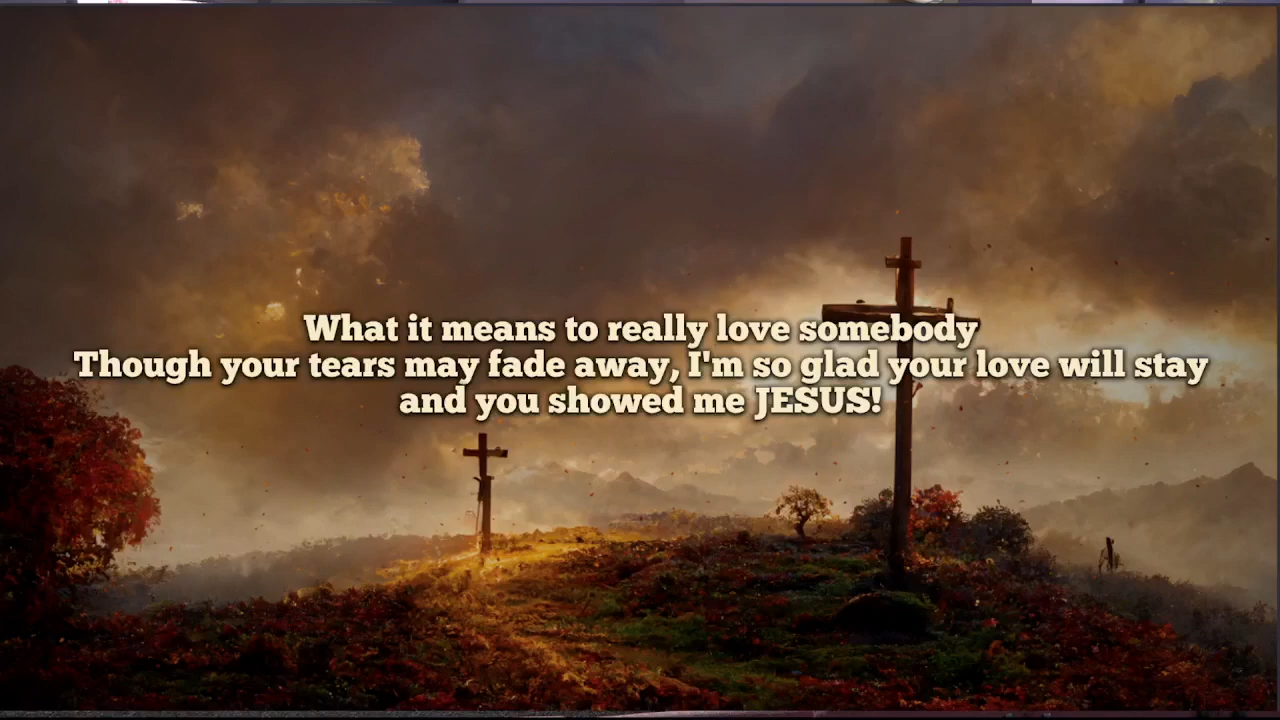 What it means to really love somebody
Though your tears may fade away, I'm so glad your love will stay
and you showed me JESUS!